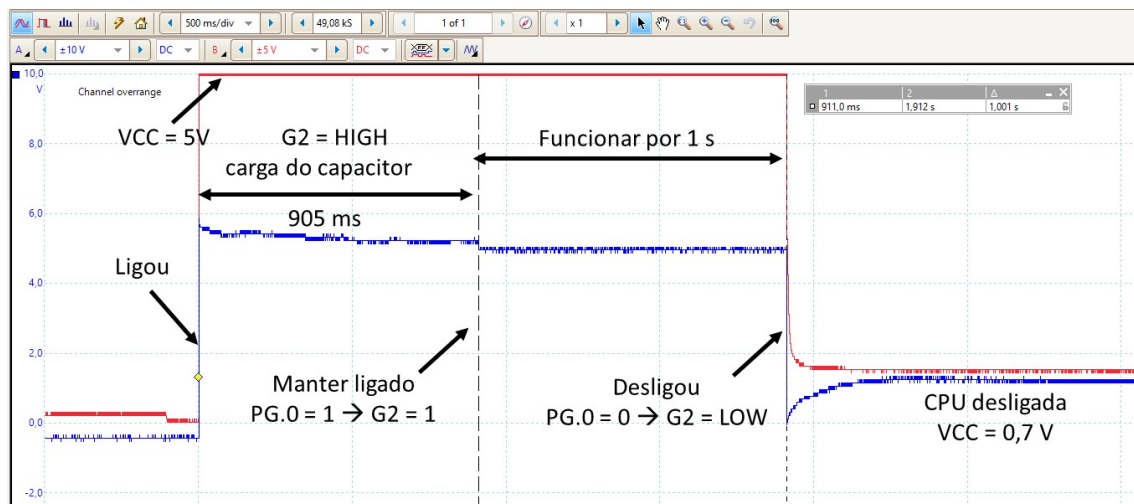 500 ms/div
49,08 kS
1 of 1
x 1
A
±10 V
DC
B
±5 V
DC
10,0
V
8,0
6,0
4,0
2,0
0,0
-2,0
Channel overrange
1 2 Δ
911,0 ms 1,912 s 1,001 s
VCC = 5V
G2 = HIGH
carga do capacitor
905 ms
Funcionar por 1 s
Ligou
Manter ligado
PG.0 = 1 → G2 = 1
Desligou
PG.0 = 0 → G2 = LOW
CPU desligada
VCC = 0,7 V